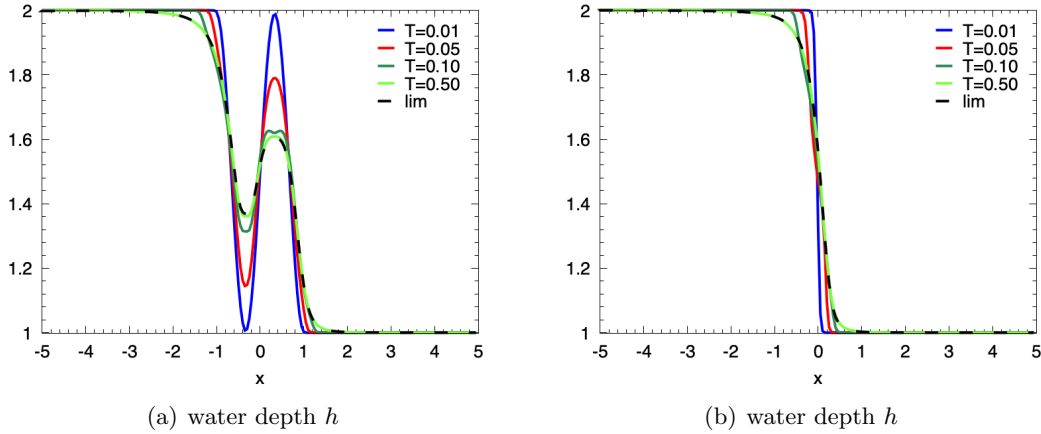 2
1.8
1.6
1.4
1.2
1
-5 -4 -3 -2 -1 0 1 2 3 4 5
x
T=0.01
T=0.05
T=0.10
T=0.50
lim
(a) water depth h
2
1.8
1.6
1.4
1.2
1
-5 -4 -3 -2 -1 0 1 2 3 4 5
x
T=0.01
T=0.05
T=0.10
T=0.50
lim
(b) water depth h